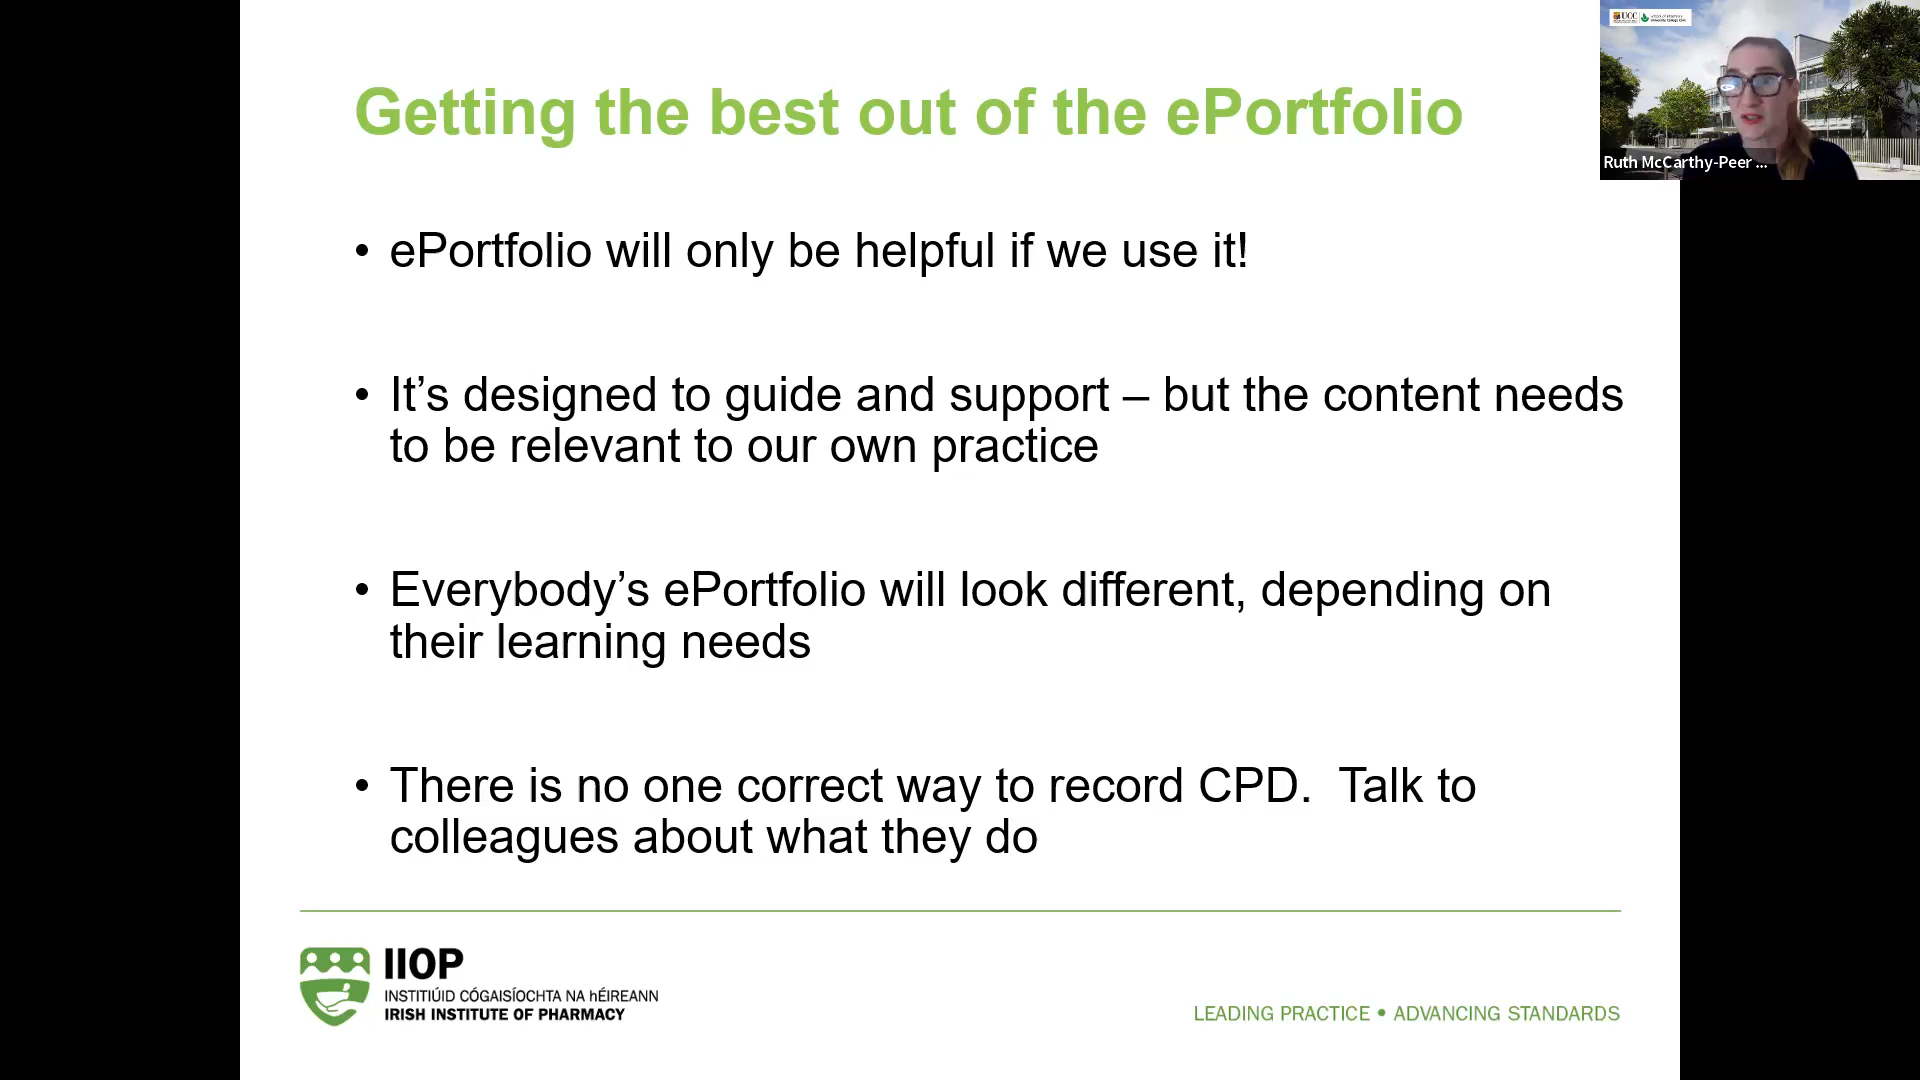 Getting the best out of the ePortfolio
UCC
Ruth McCarthy-Peer ...
• ePortfolio will only be helpful if we use it!
• It’s designed to guide and support – but the content needs
to be relevant to our own practice
• Everybody’s ePortfolio will look different, depending on
their learning needs
• There is no one correct way to record CPD.  Talk to
colleagues about what they do
IIOP
INSTITIÚID CÓGAISÍOCHTA NA hÉIREANN
IRISH INSTITUTE OF PHARMACY
LEADING PRACTICE • ADVANCING STANDARDS